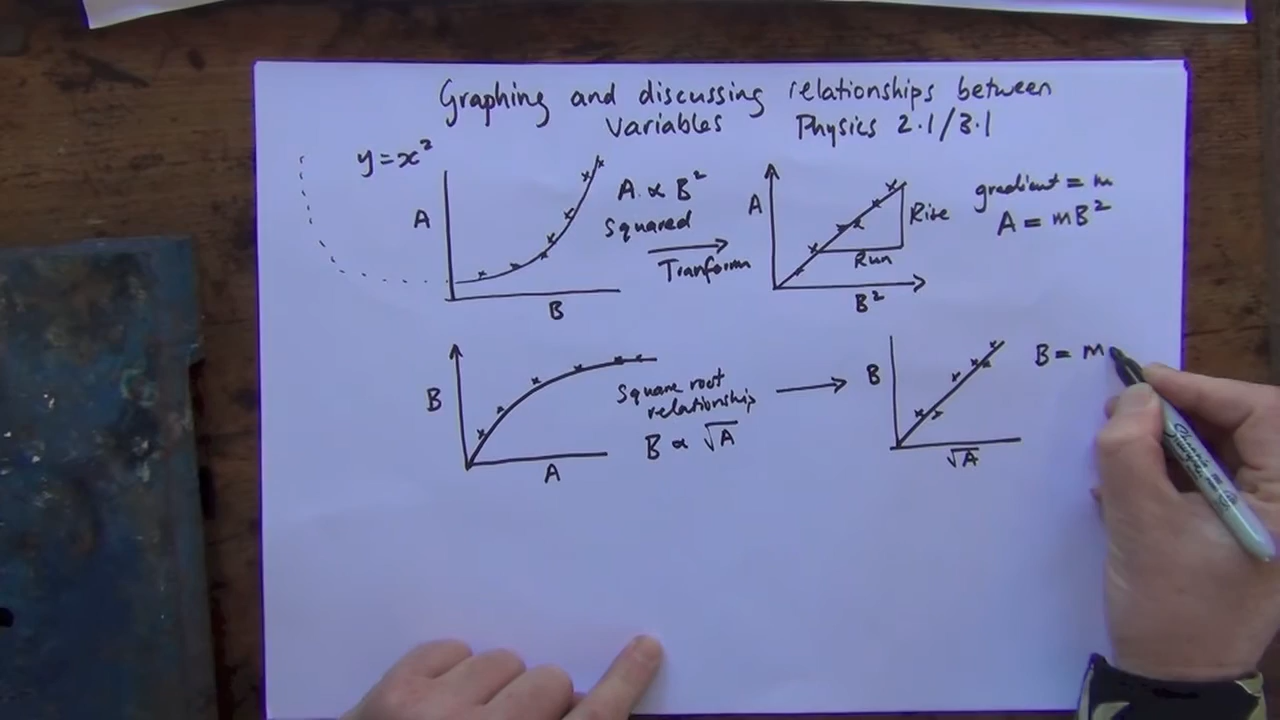 Graphing and discussing relationships between
Variables Physics 2.1/3.1
y=x²
A
B
A ∝ B²
Squared
Tranform
A
B²
Rise
Run
gradient = m
A = mB²
B
A
Square root
relationship
B ∝ √A
B
√A
B = m